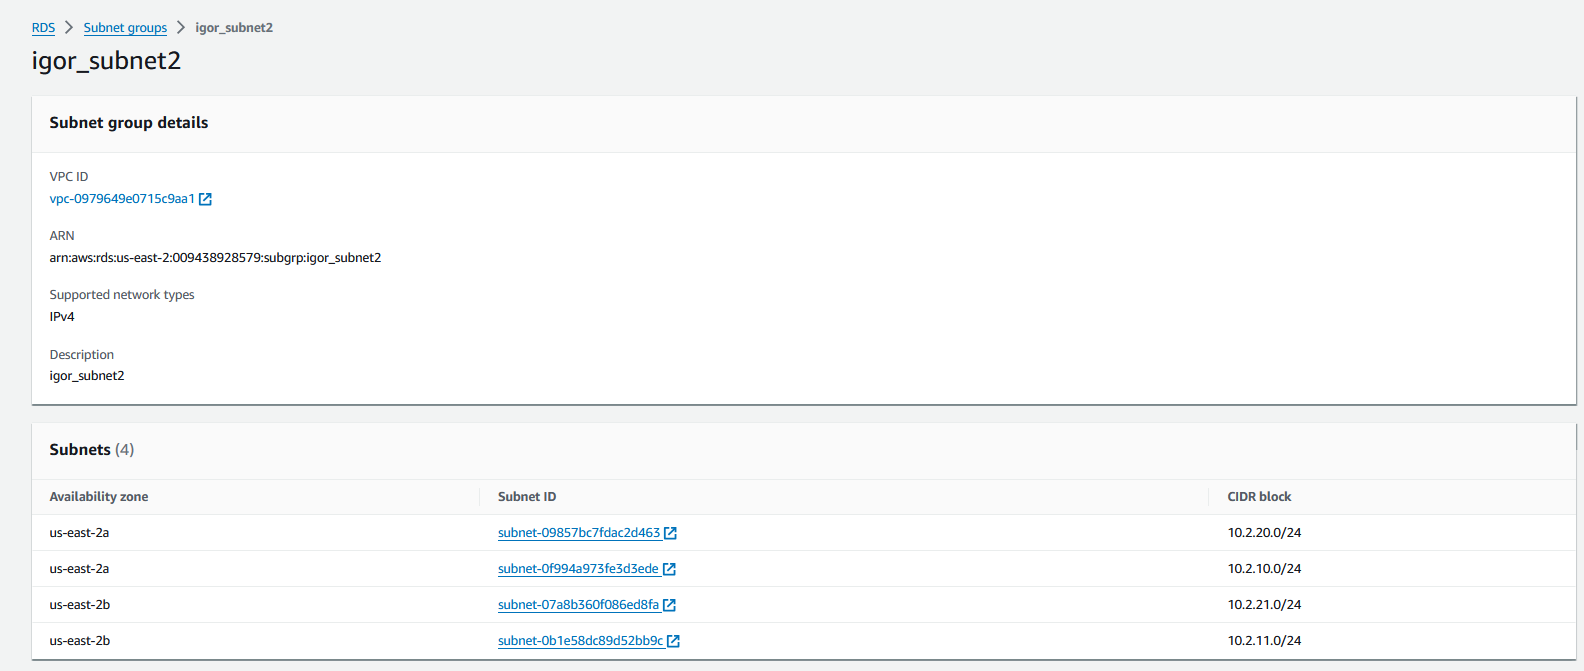 RDS > Subnet groups > igor_subnet2
igor_subnet2
Subnet group details
VPC ID
vpc-0979649e0715c9aa1
ARN
arn:aws:rds:us-east-2:009438928579:subgrp:igor_subnet2
Supported network types
IPv4
Description
igor_subnet2
Subnets (4)
Availability zone Subnet ID CIDR block
us-east-2a subnet-09857bc7fdac2d463 10.2.20.0/24
us-east-2a subnet-0f994a973fe3d3ede 10.2.10.0/24
us-east-2b subnet-07a8b360f086ed8fa 10.2.21.0/24
us-east-2b subnet-0b1e58dc89d52bb9c 10.2.11.0/24